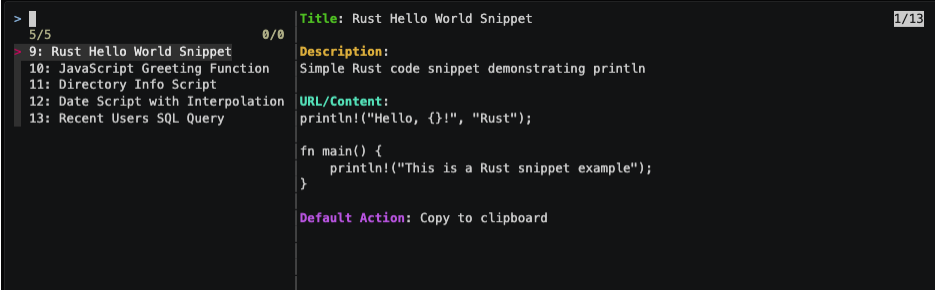 >
5/5 0/0
> 9: Rust Hello World Snippet
10: JavaScript Greeting Function
11: Directory Info Script
12: Date Script with Interpolation
13: Recent Users SQL Query
Title: Rust Hello World Snippet 1/13
Description:
Simple Rust code snippet demonstrating println
URL/Content:
println!("Hello, {}!", "Rust");
fn main() {
    println!("This is a Rust snippet example");
}
Default Action: Copy to clipboard